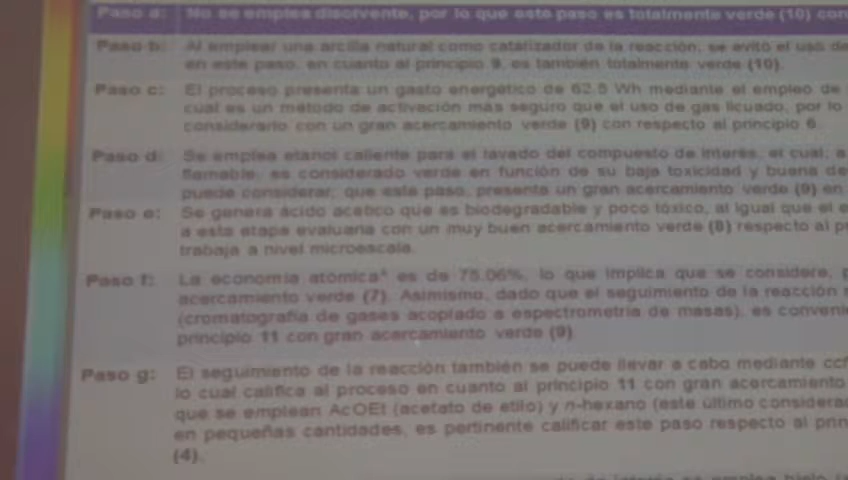 Paso a: No se emplea disolvente, por lo que este paso es totalmente verde (10) con
Paso b: Al emplear una arcilla natural como catalizador de la reacción, se evitó el uso de
en este paso, en cuanto al principio 9, es también totalmente verde (10).
Paso c: El proceso presenta un gasto energético de 62.5 Wh mediante el empleo de
cual es un método de activación más seguro que el uso de gas licuado, por lo
considerarlo con un gran acercamiento verde (9) con respecto al principio 6.
Paso d: Se emplea etanol caliente para el lavado del compuesto de interés, el cual, a
flamable, es considerado verde en función de su baja toxicidad y buena
puede considerar, que este paso, presenta un gran acercamiento verde (9) en
Paso e: Se genera ácido acético que es biodegradable y poco tóxico, al igual que el
a esta etapa evaluarla con un muy buen acercamiento verde (8) respecto al
trabaja a nivel microescala.
Paso f: La economía atómica es de 75.06%, lo que implica que se considere,
acercamiento verde (7). Asimismo, dado que el seguimiento de la reacción
(cromatografía de gases acoplado a espectrometría de masas), es
principio 11 con gran acercamiento verde (9)
Paso g: El seguimiento de la reacción también se puede llevar a cabo mediante
lo cual califica al proceso en cuanto al principio 11 con gran acercamiento
que se emplean AcOEt (acetato de etilo) y n-hexano (este último
en pequeñas cantidades, es pertinente calificar este paso respecto al
(4).